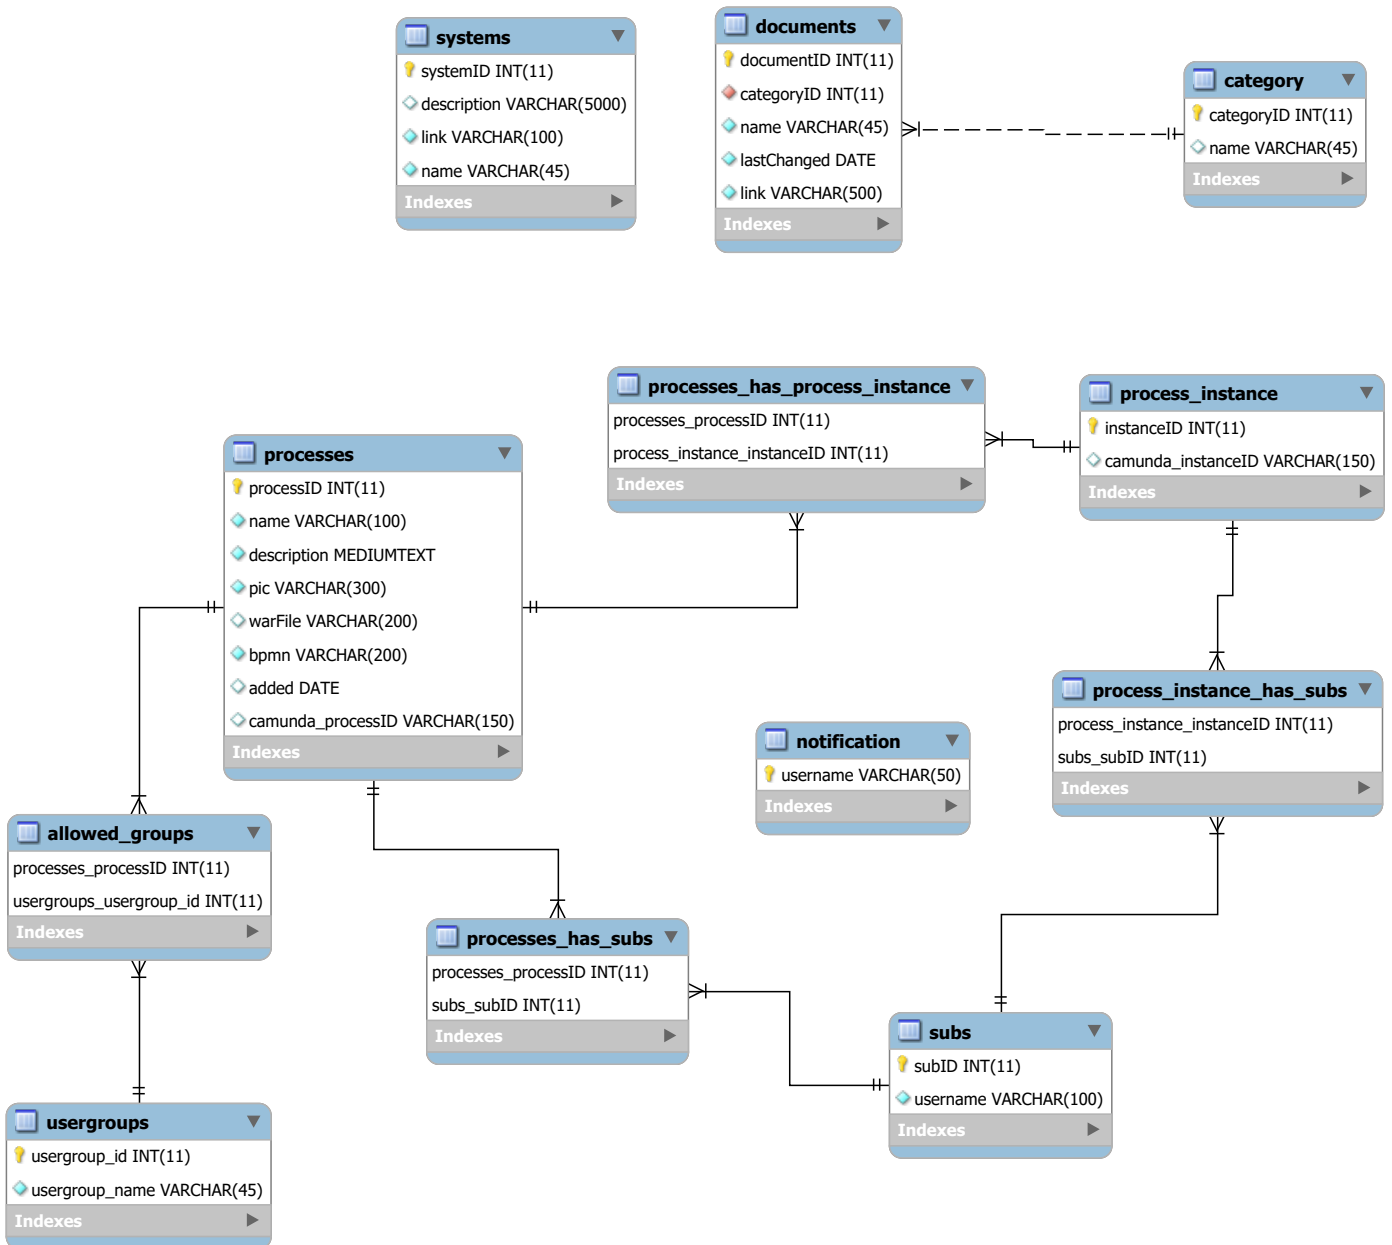 systems
systemID INT(11)
description VARCHAR(5000)
link VARCHAR(100)
name VARCHAR(45)
Indexes
documents
documentID INT(11)
categoryID INT(11)
name VARCHAR(45)
lastChanged DATE
link VARCHAR(500)
Indexes
category
categoryID INT(11)
name VARCHAR(45)
Indexes
processes_has_process_instance
processes_processID INT(11)
process_instance_instanceID INT(11)
Indexes
process_instance
instanceID INT(11)
camunda_instanceID VARCHAR(150)
Indexes
processes
processID INT(11)
name VARCHAR(100)
description MEDIUMTEXT
pic VARCHAR(300)
warFile VARCHAR(200)
bpmn VARCHAR(200)
added DATE
camunda_processID VARCHAR(150)
Indexes
process_instance_has_subs
process_instance_instanceID INT(11)
subs_subID INT(11)
Indexes
notification
username VARCHAR(50)
Indexes
allowed_groups
processes_processID INT(11)
usergroups_usergroup_id INT(11)
Indexes
processes_has_subs
processes_processID INT(11)
subs_subID INT(11)
Indexes
subs
subID INT(11)
username VARCHAR(100)
Indexes
usergroups
usergroup_id INT(11)
usergroup_name VARCHAR(45)
Indexes